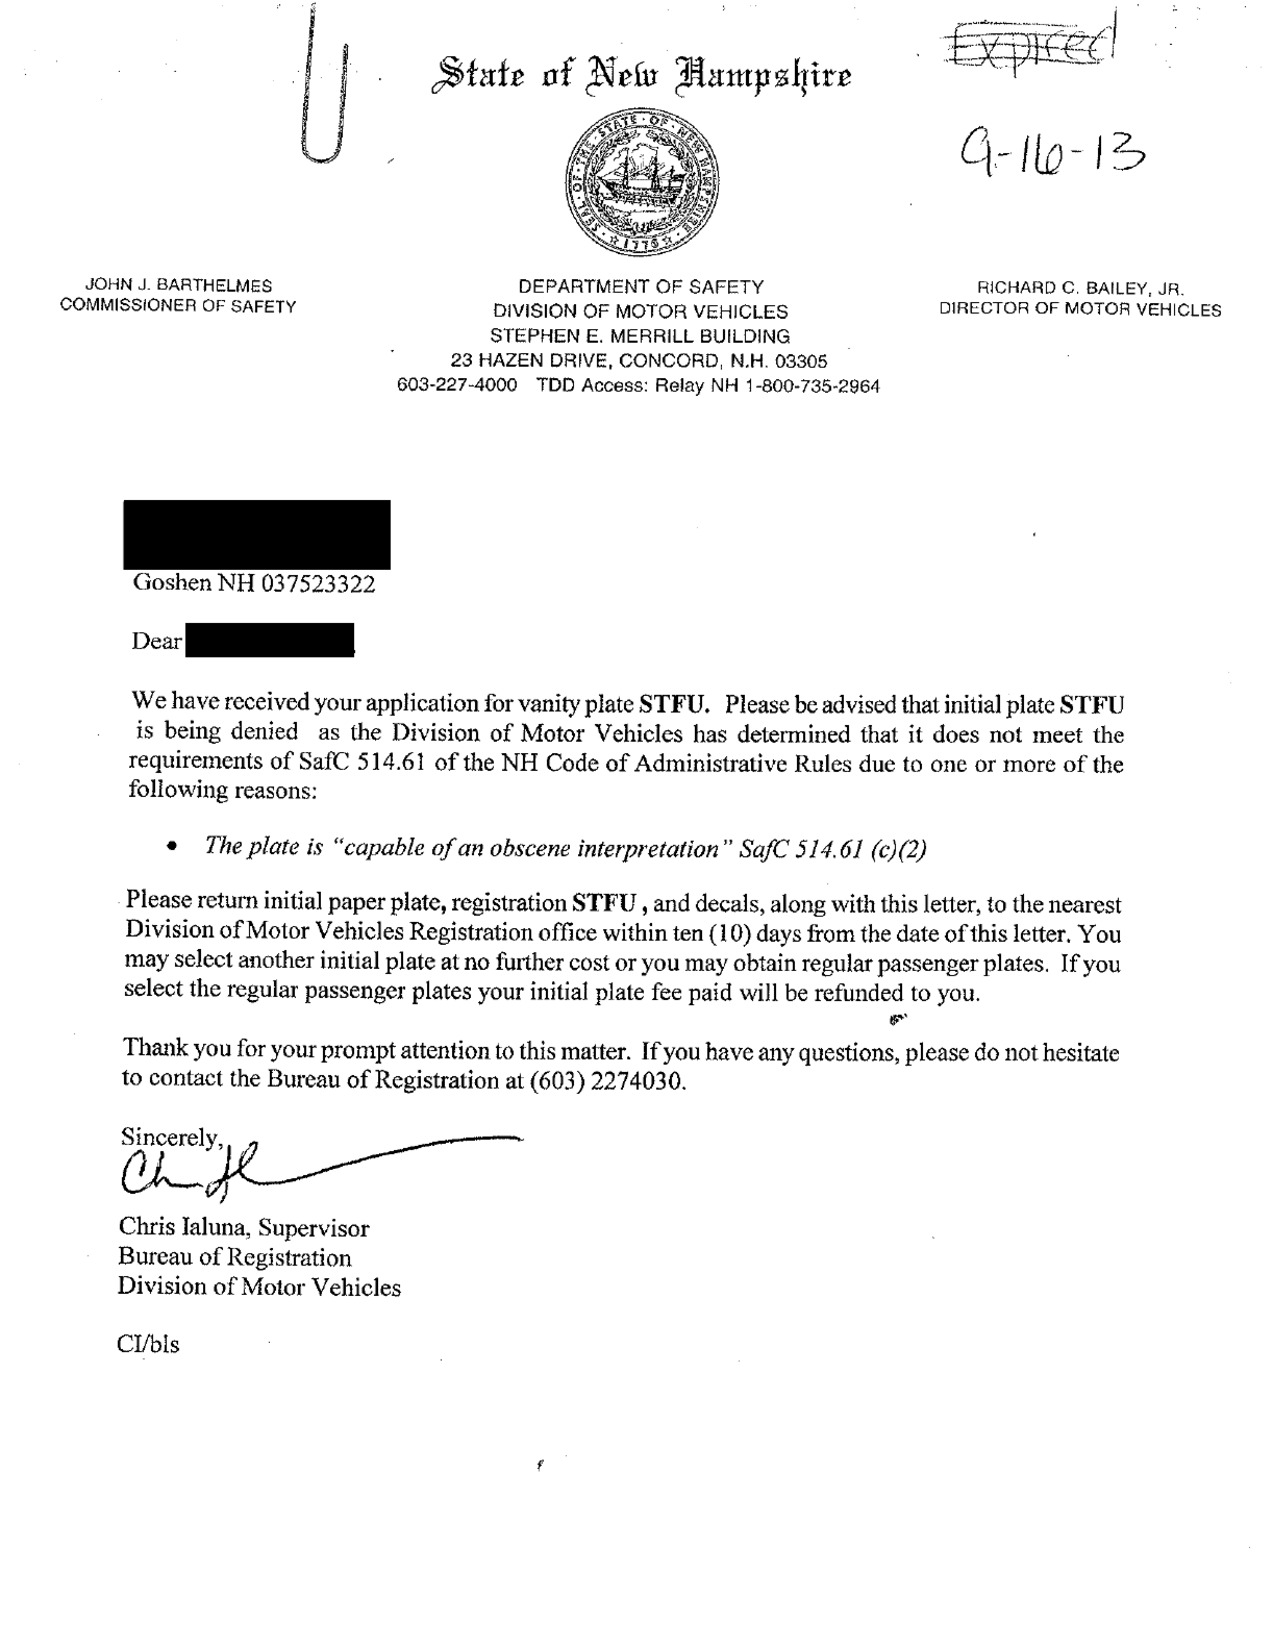 Expired
State of New Hampshire
9-16-13
SEAL · OF · THE · STATE · OF · NEW HAMPSHIRE
1776
JOHN J. BARTHELMES
COMMISSIONER OF SAFETY
DEPARTMENT OF SAFETY
DIVISION OF MOTOR VEHICLES
STEPHEN E. MERRILL BUILDING
23 HAZEN DRIVE, CONCORD, N.H. 03305
603-227-4000 TDD Access: Relay NH 1-800-735-2964
RICHARD C. BAILEY, JR.
DIRECTOR OF MOTOR VEHICLES
Goshen NH 037523322
Dear
We have received your application for vanity plate STFU. Please be advised that initial plate STFU
is being denied as the Division of Motor Vehicles has determined that it does not meet the
requirements of SafC 514.61 of the NH Code of Administrative Rules due to one or more of the
following reasons:
• The plate is “capable of an obscene interpretation” SafC 514.61 (c)(2)
Please return initial paper plate, registration STFU , and decals, along with this letter, to the nearest
Division of Motor Vehicles Registration office within ten (10) days from the date of this letter. You
may select another initial plate at no further cost or you may obtain regular passenger plates. If you
select the regular passenger plates your initial plate fee paid will be refunded to you.
Thank you for your prompt attention to this matter. If you have any questions, please do not hesitate
to contact the Bureau of Registration at (603) 2274030.
Sincerely,
Chris Ialuna, Supervisor
Bureau of Registration
Division of Motor Vehicles
CI/bls